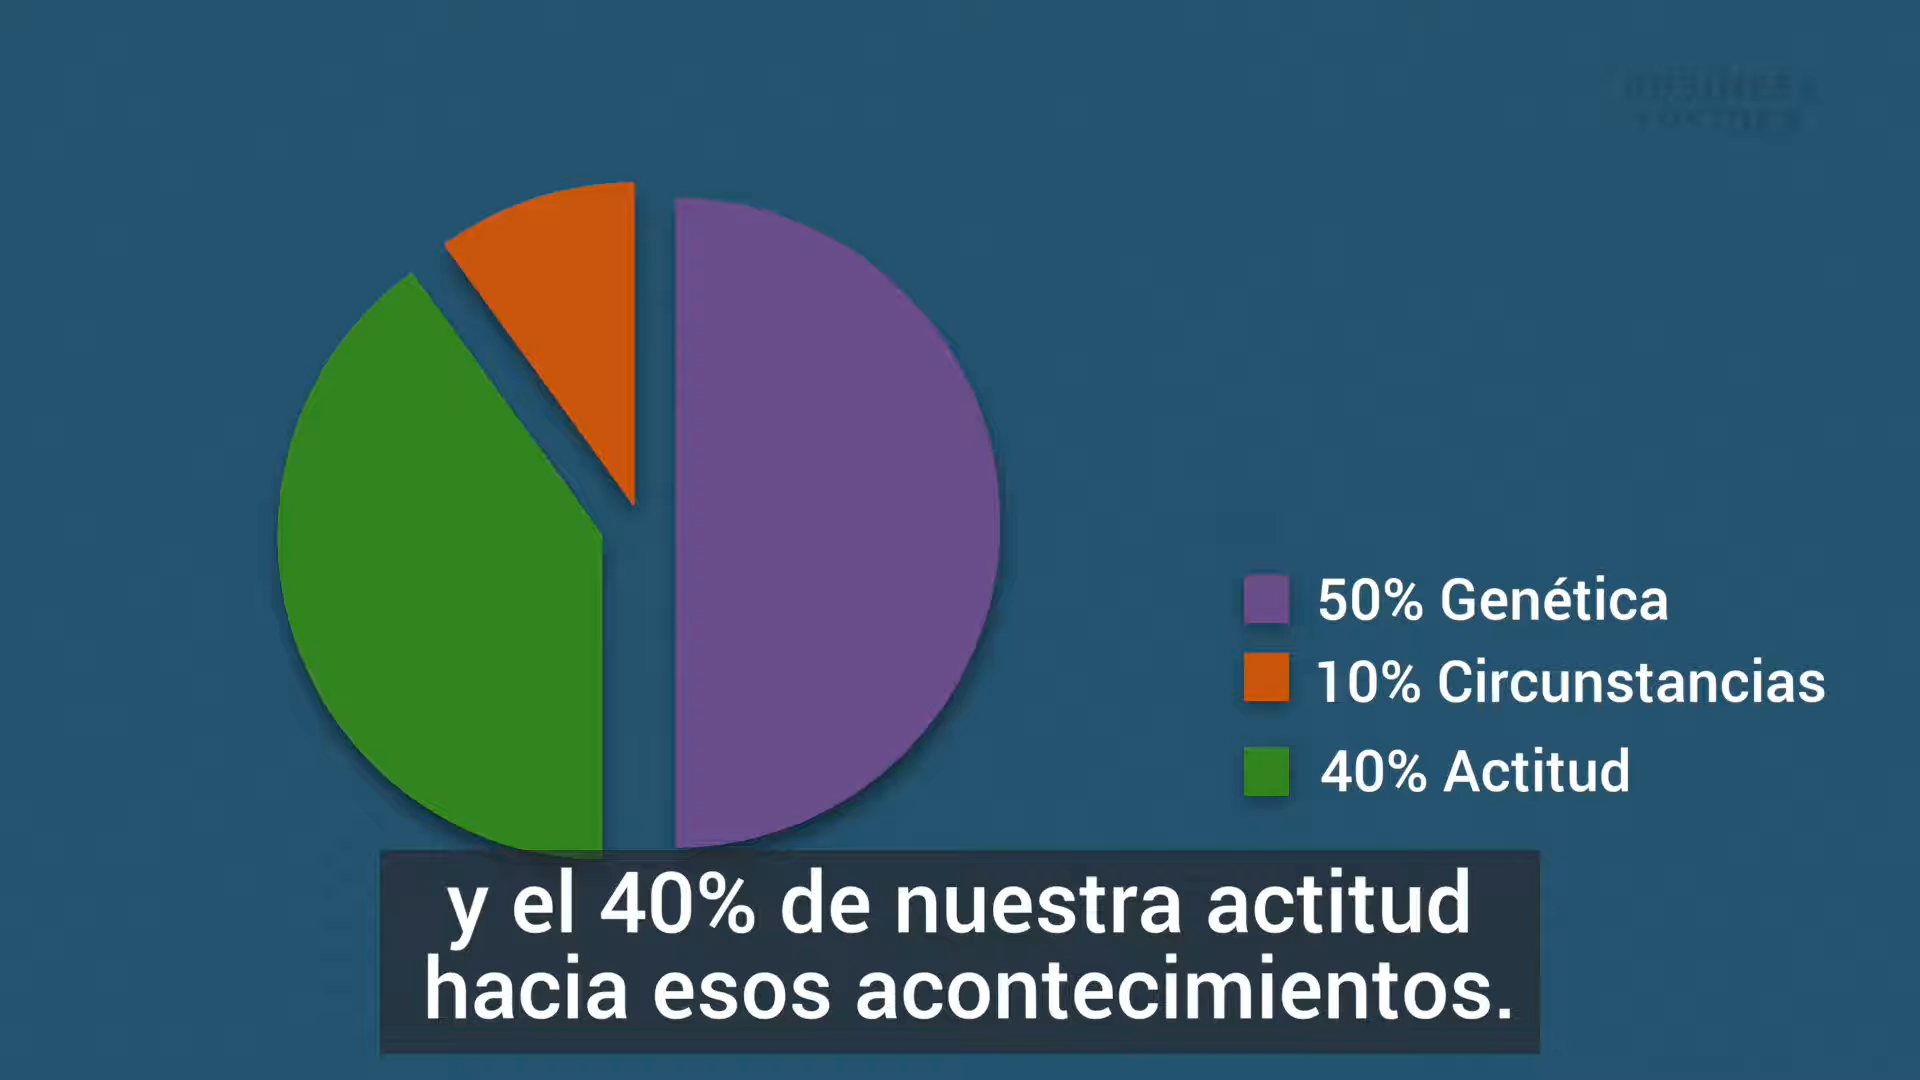 50% Genética
10% Circunstancias
40% Actitud
y el 40% de nuestra actitud
hacia esos acontecimientos.